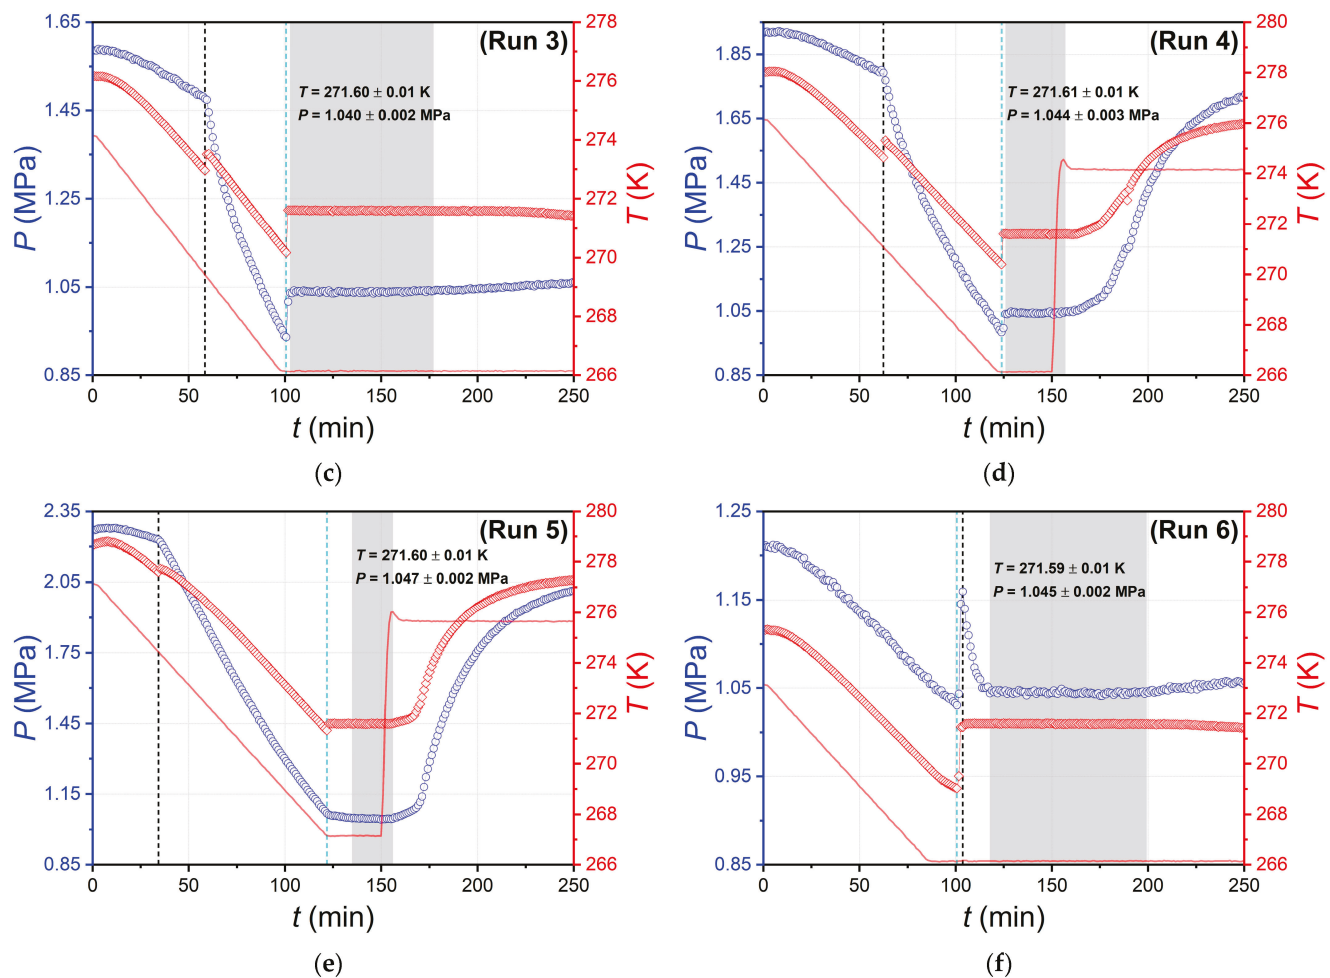 1.65
1.45
1.25
1.05
0.85
P (MPa)
278
276
274
272
270
268
266
T (K)
(Run 3)
T = 271.60 ± 0.01 K
P = 1.040 ± 0.002 MPa
0 50 100 150 200 250
t (min)
(c)
1.85
1.65
1.45
1.25
1.05
0.85
P (MPa)
280
278
276
274
272
270
268
266
T (K)
(Run 4)
T = 271.61 ± 0.01 K
P = 1.044 ± 0.003 MPa
0 50 100 150 200 250
t (min)
(d)
2.35
2.05
1.75
1.45
1.15
0.85
P (MPa)
280
278
276
274
272
270
268
266
T (K)
(Run 5)
T = 271.60 ± 0.01 K
P = 1.047 ± 0.002 MPa
0 50 100 150 200 250
t (min)
(e)
1.25
1.15
1.05
0.95
0.85
P (MPa)
280
278
276
274
272
270
268
266
T (K)
(Run 6)
T = 271.59 ± 0.01 K
P = 1.045 ± 0.002 MPa
0 50 100 150 200 250
t (min)
(f)